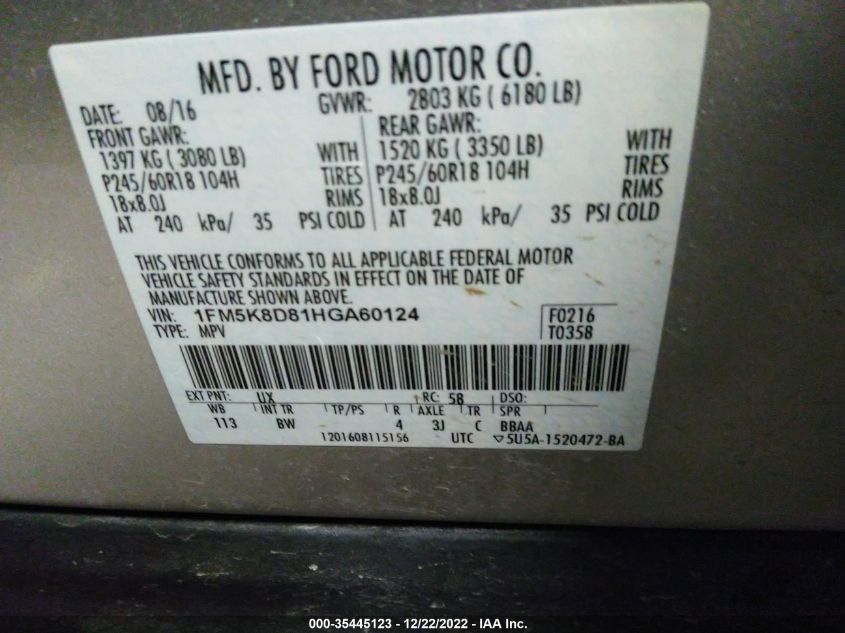 MFD. BY FORD MOTOR CO.
DATE: 08/16 GVWR: 2803 KG ( 6180 LB)
FRONT GAWR: REAR GAWR:
1397 KG ( 3080 LB) WITH 1520 KG ( 3350 LB) WITH
P245/60R18 104H TIRES P245/60R18 104H TIRES
18x8.0J RIMS 18x8.0J RIMS
AT 240 kPa/ 35 PSI COLD AT 240 kPa/ 35 PSI COLD
THIS VEHICLE CONFORMS TO ALL APPLICABLE FEDERAL MOTOR
VEHICLE SAFETY STANDARDS IN EFFECT ON THE DATE OF
MANUFACTURE SHOWN ABOVE.
VIN: 1FM5K8D81HGA60124 F0216
TYPE: MPV T0358
EXT PNT: UX RC: 58 DSO:
WB INT TR TP/PS R AXLE TR SPR
113 BW 4 3J C BBAA
1201608115156 UTC ▽5U5A-1520472-BA
000-35445123 - 12/22/2022 - IAA Inc.